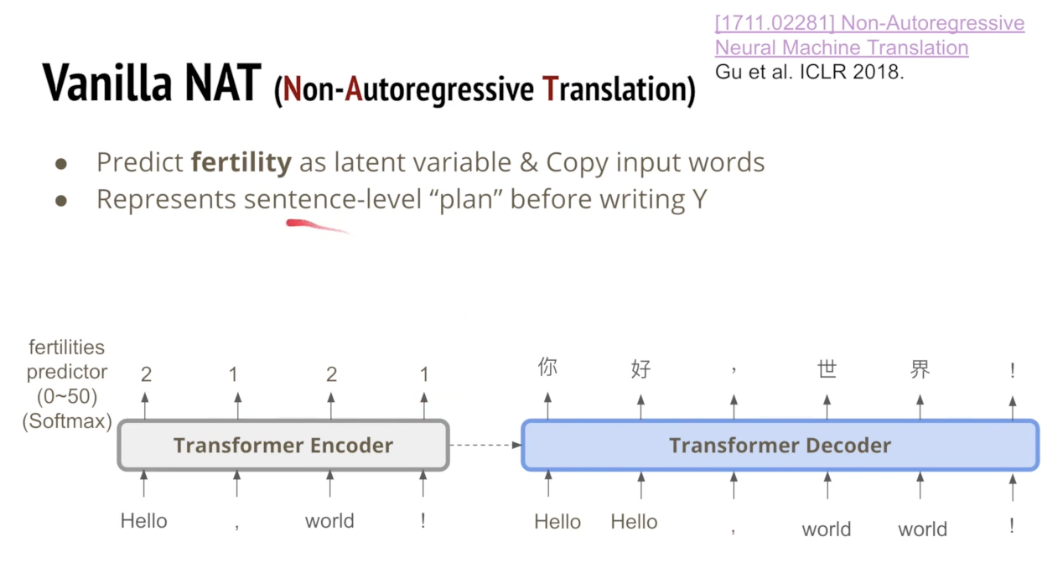 [1711.02281] Non-Autoregressive
Neural Machine Translation
Gu et al. ICLR 2018.
Vanilla NAT (Non-Autoregressive Translation)
● Predict fertility as latent variable & Copy input words
● Represents sentence-level “plan” before writing Y
fertilities
predictor
(0~50)
(Softmax)
2 1 2 1
Transformer Encoder
Hello , world !
你 好 ， 世 界 ！
Transformer Decoder
Hello Hello , world world !